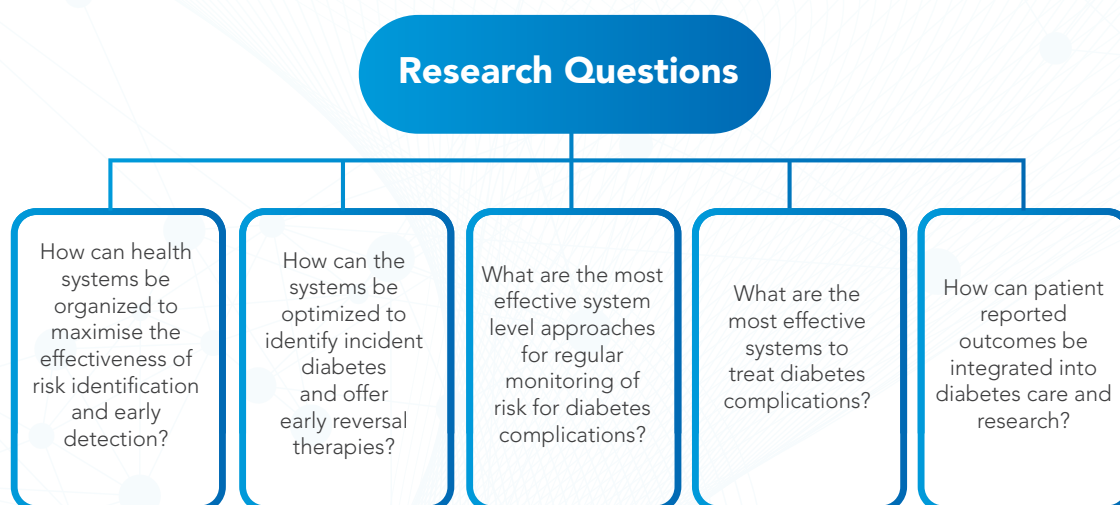 Research Questions
How can health
systems be
organized to
maximise the
effectiveness of
risk identification
and early
detection?
How can the
systems be
optimized to
identify incident
diabetes
and offer
early reversal
therapies?
What are the most
effective system
level approaches
for regular
monitoring of
risk for diabetes
complications?
What are the
most effective
systems to
treat diabetes
complications?
How can patient
reported
outcomes be
integrated into
diabetes care and
research?